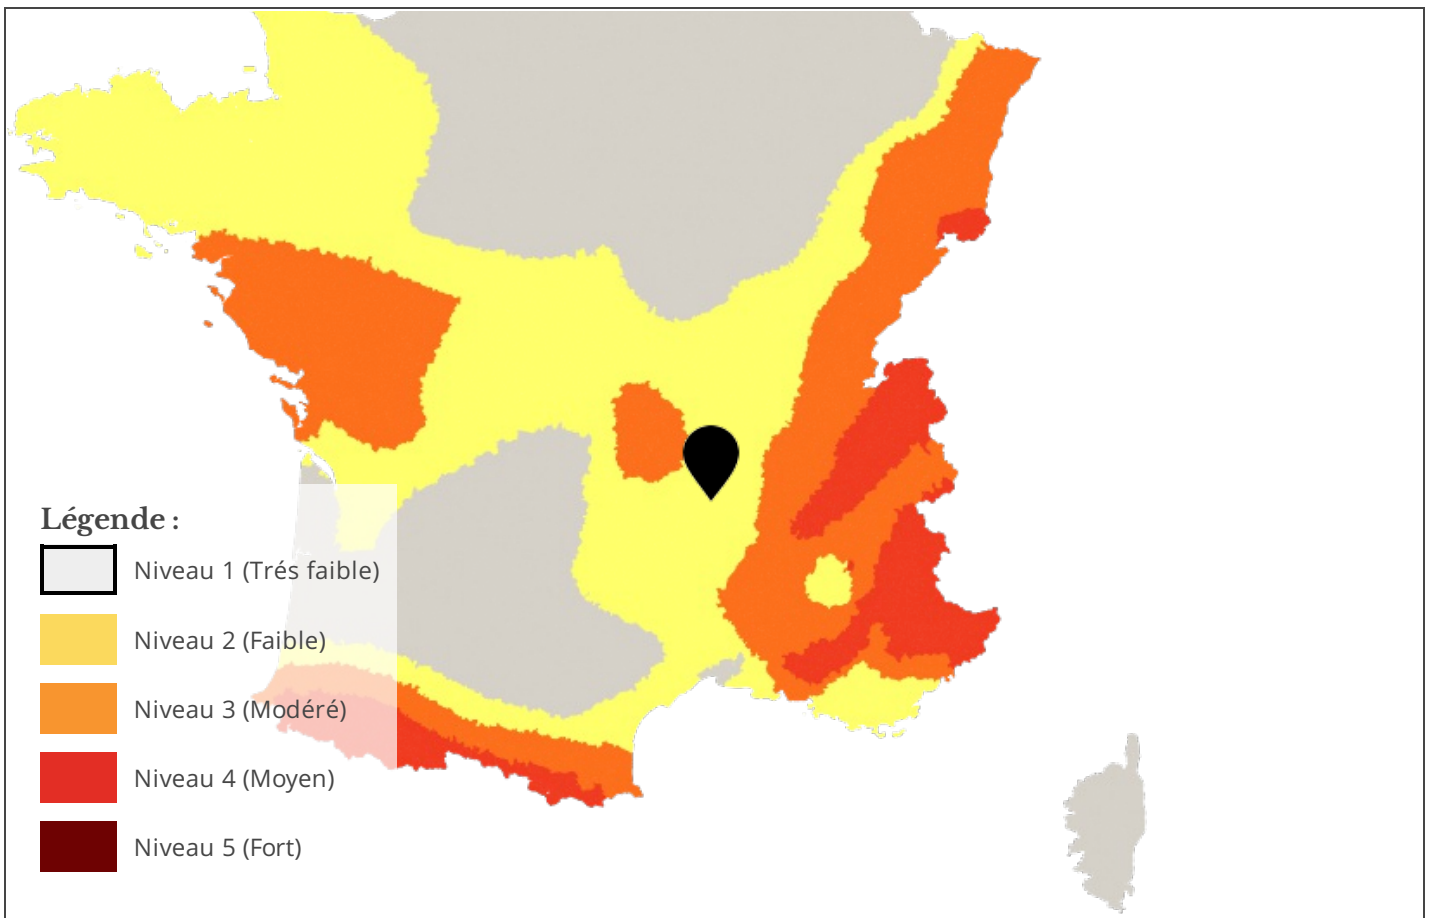 Légende :
Niveau 1 (Trés faible)
Niveau 2 (Faible)
Niveau 3 (Modéré)
Niveau 4 (Moyen)
Niveau 5 (Fort)